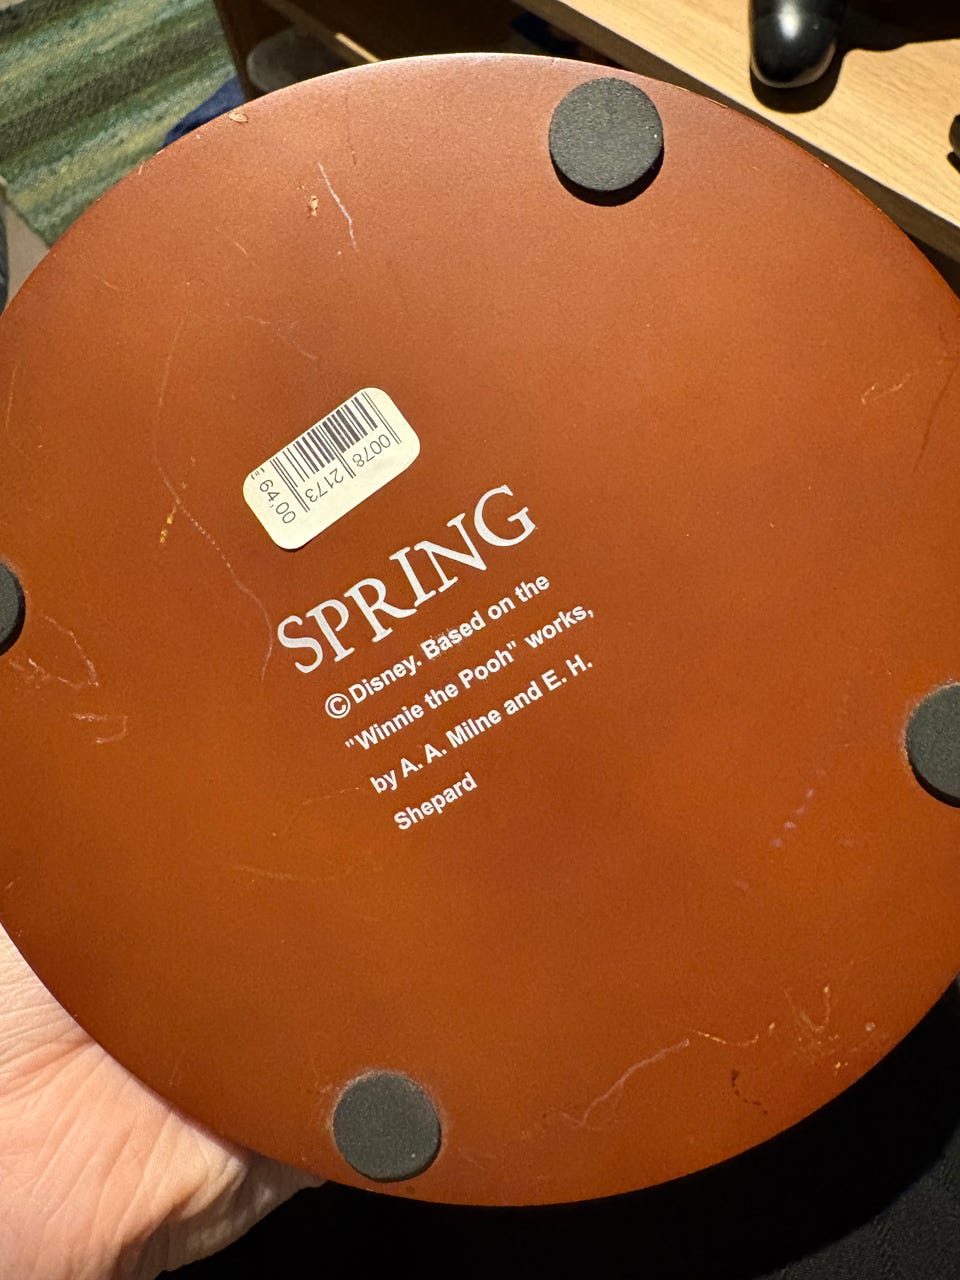 0078 2173
64.00
SPRING
©Disney. Based on the
"Winnie the Pooh" works,
by A. A. Milne and E. H.
Shepard